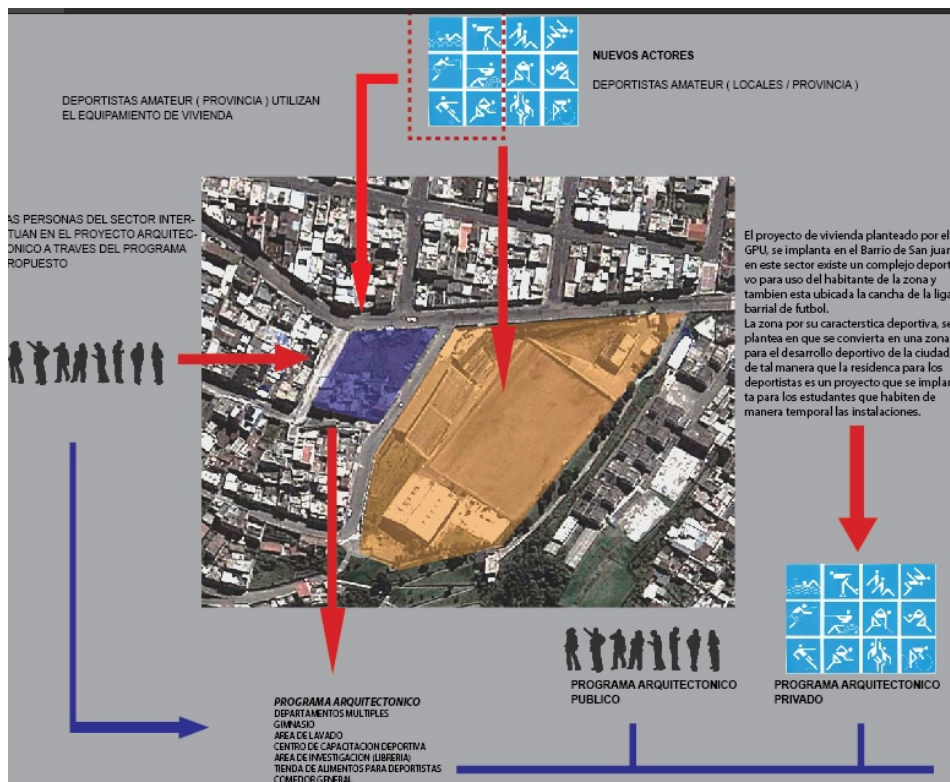 NUEVOS ACTORES
DEPORTISTAS AMATEUR ( LOCALES / PROVINCIA )
DEPORTISTAS AMATEUR ( PROVINCIA ) UTILIZAN
EL EQUIPAMIENTO DE VIVIENDA
AS PERSONAS DEL SECTOR INTER-
TUAN EN EL PROYECTO ARQUITEC-
ONICO A TRAVES DEL PROGRAMA
ROPUESTO
El proyecto de vivienda planteado por el
GPU, se implanta en el Barrio de San juan
en este sector existe un complejo deport
vo para uso del habitante de la zona y
tambien esta ubicada la cancha de la liga
barrial de futbol.
La zona por su caracterstica deportiva, se
plantea en que se convierta en una zona
para el desarrollo deportivo de la ciudad,
de tal manera que la residenca para los
deportistas es un proyecto que se implan
ta para los estudantes que habiten de
manera temporal las instalaciones.
PROGRAMA ARQUITECTONICO
PUBLICO
PROGRAMA ARQUITECTONICO
PRIVADO
PROGRAMA ARQUITECTONICO
DEPARTAMENTOS MULTIPLES
GIMNASIO
AREA DE LAVADO
CENTRO DE CAPACITACION DEPORTIVA
AREA DE INVESTIGACION (LIBRERIA)
TIENDA DE ALIMENTOS PARA DEPORTISTAS
COMEDOR GENERAL